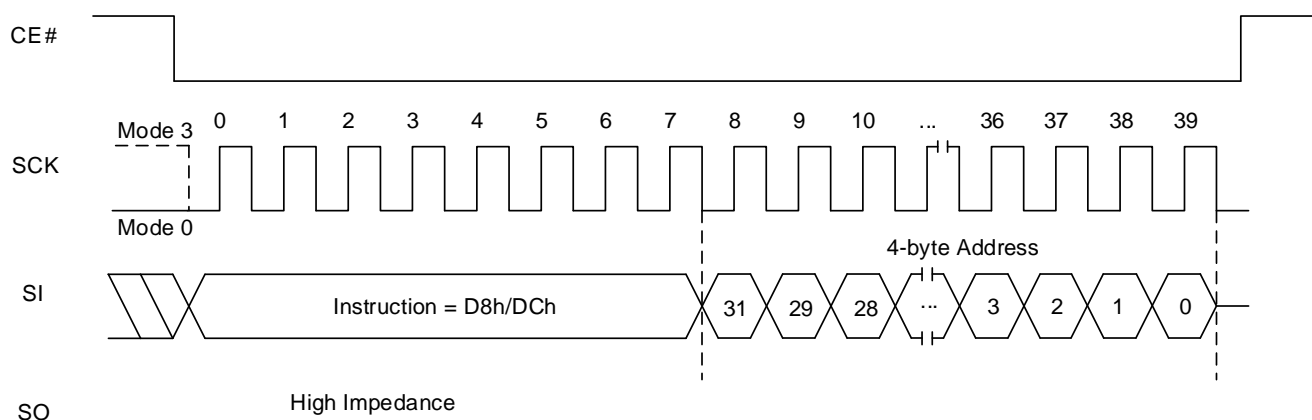 CE#
0 1 2 3 4 5 6 7 8 9 10 ... 36 37 38 39
Mode 3
SCK
Mode 0
4-byte Address
SI
Instruction = D8h/DCh 31 29 28 ... 3 2 1 0
High Impedance
SO